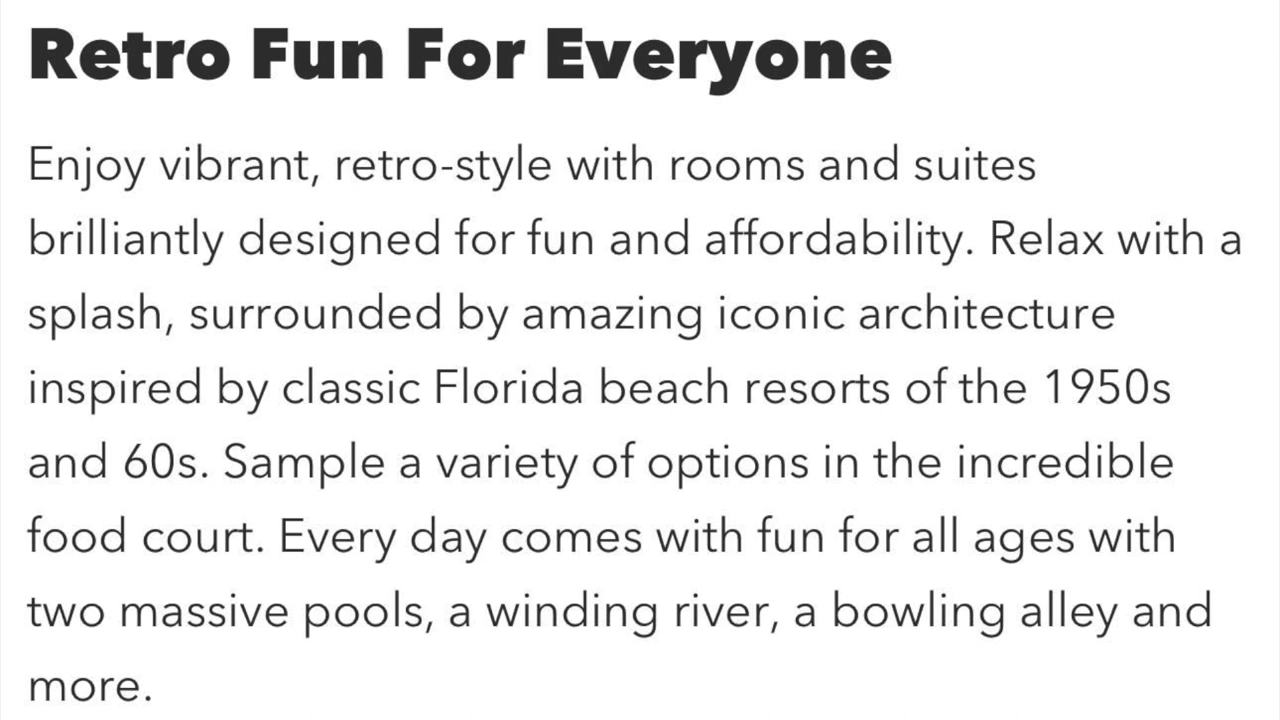 Retro Fun For Everyone
Enjoy vibrant, retro-style with rooms and suites
brilliantly designed for fun and affordability. Relax with a
splash, surrounded by amazing iconic architecture
inspired by classic Florida beach resorts of the 1950s
and 60s. Sample a variety of options in the incredible
food court. Every day comes with fun for all ages with
two massive pools, a winding river, a bowling alley and
more.